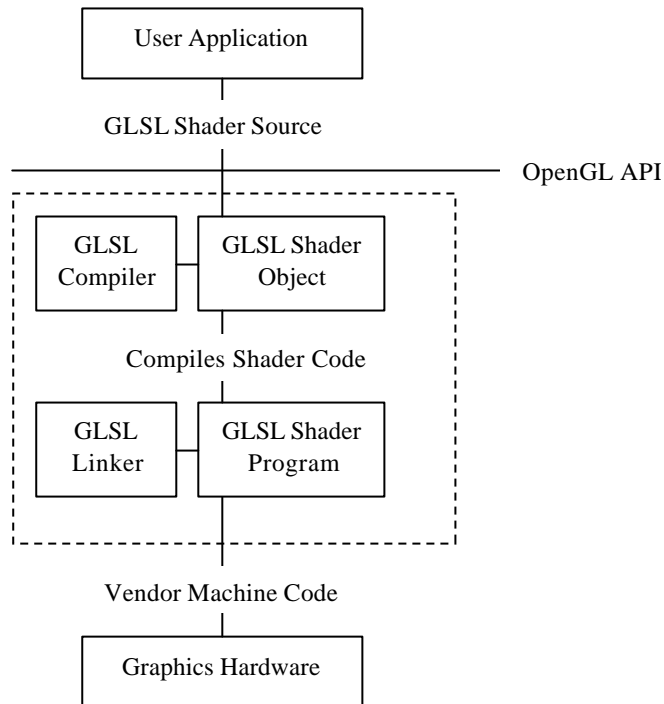 User Application
GLSL Shader Source
OpenGL API
GLSL
Compiler
GLSL Shader
Object
Compiles Shader Code
GLSL
Linker
GLSL Shader
Program
Vendor Machine Code
Graphics Hardware